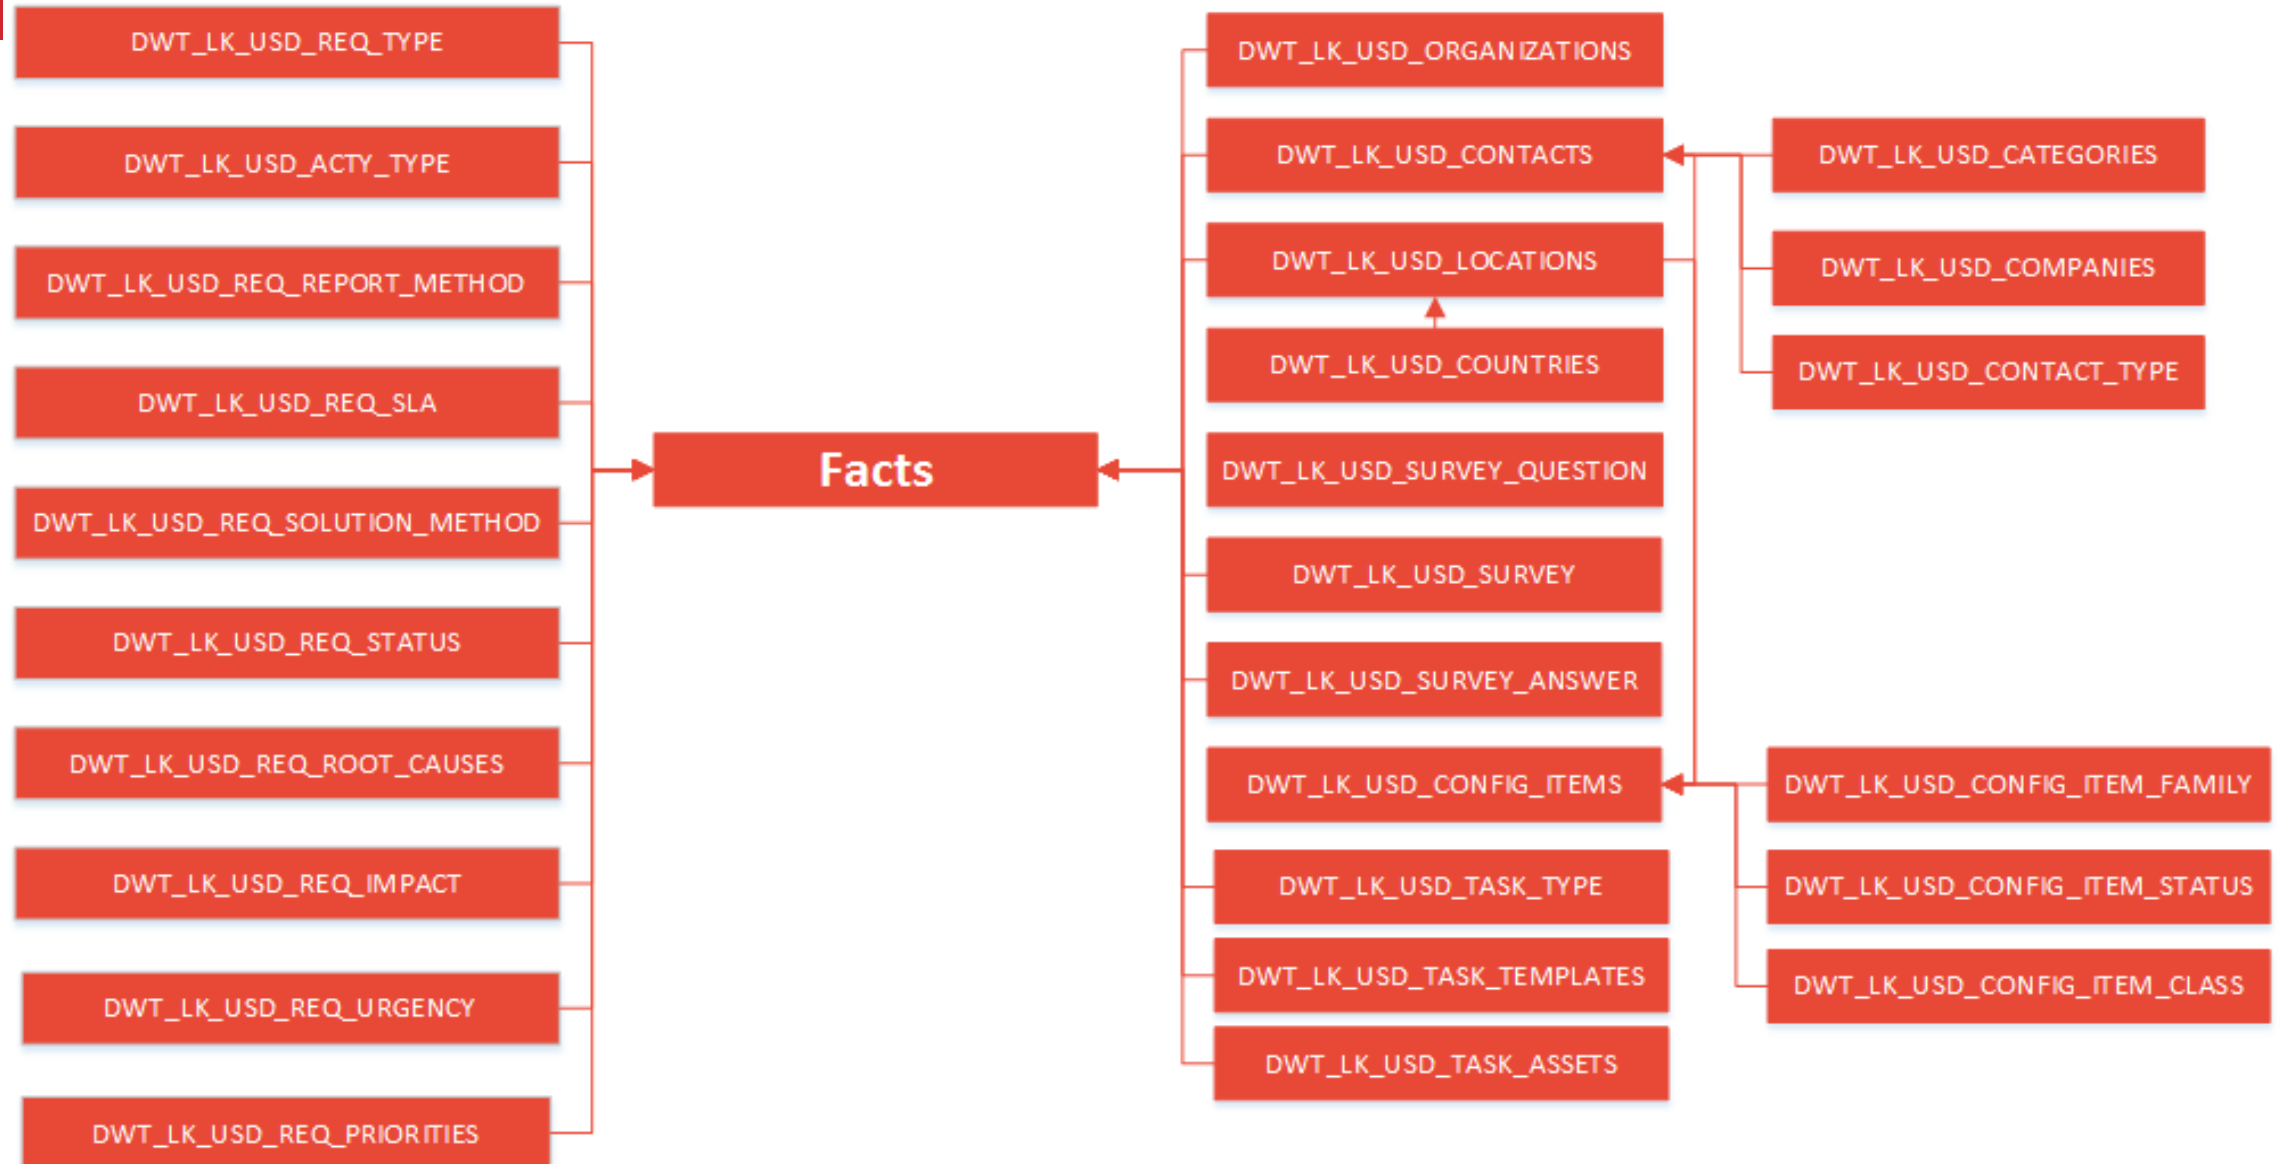 DWT_LK_USD_REQ_TYPE
DWT_LK_USD_ACTY_TYPE
DWT_LK_USD_REQ_REPORT_METHOD
DWT_LK_USD_REQ_SLA
DWT_LK_USD_REQ_SOLUTION_METHOD
DWT_LK_USD_REQ_STATUS
DWT_LK_USD_REQ_ROOT_CAUSES
DWT_LK_USD_REQ_IMPACT
DWT_LK_USD_REQ_URGENCY
DWT_LK_USD_REQ_PRIORITIES
Facts
DWT_LK_USD_ORGANIZATIONS
DWT_LK_USD_CONTACTS
DWT_LK_USD_LOCATIONS
DWT_LK_USD_COUNTRIES
DWT_LK_USD_SURVEY_QUESTION
DWT_LK_USD_SURVEY
DWT_LK_USD_SURVEY_ANSWER
DWT_LK_USD_CONFIG_ITEMS
DWT_LK_USD_TASK_TYPE
DWT_LK_USD_TASK_TEMPLATES
DWT_LK_USD_TASK_ASSETS
DWT_LK_USD_CATEGORIES
DWT_LK_USD_COMPANIES
DWT_LK_USD_CONTACT_TYPE
DWT_LK_USD_CONFIG_ITEM_FAMILY
DWT_LK_USD_CONFIG_ITEM_STATUS
DWT_LK_USD_CONFIG_ITEM_CLASS